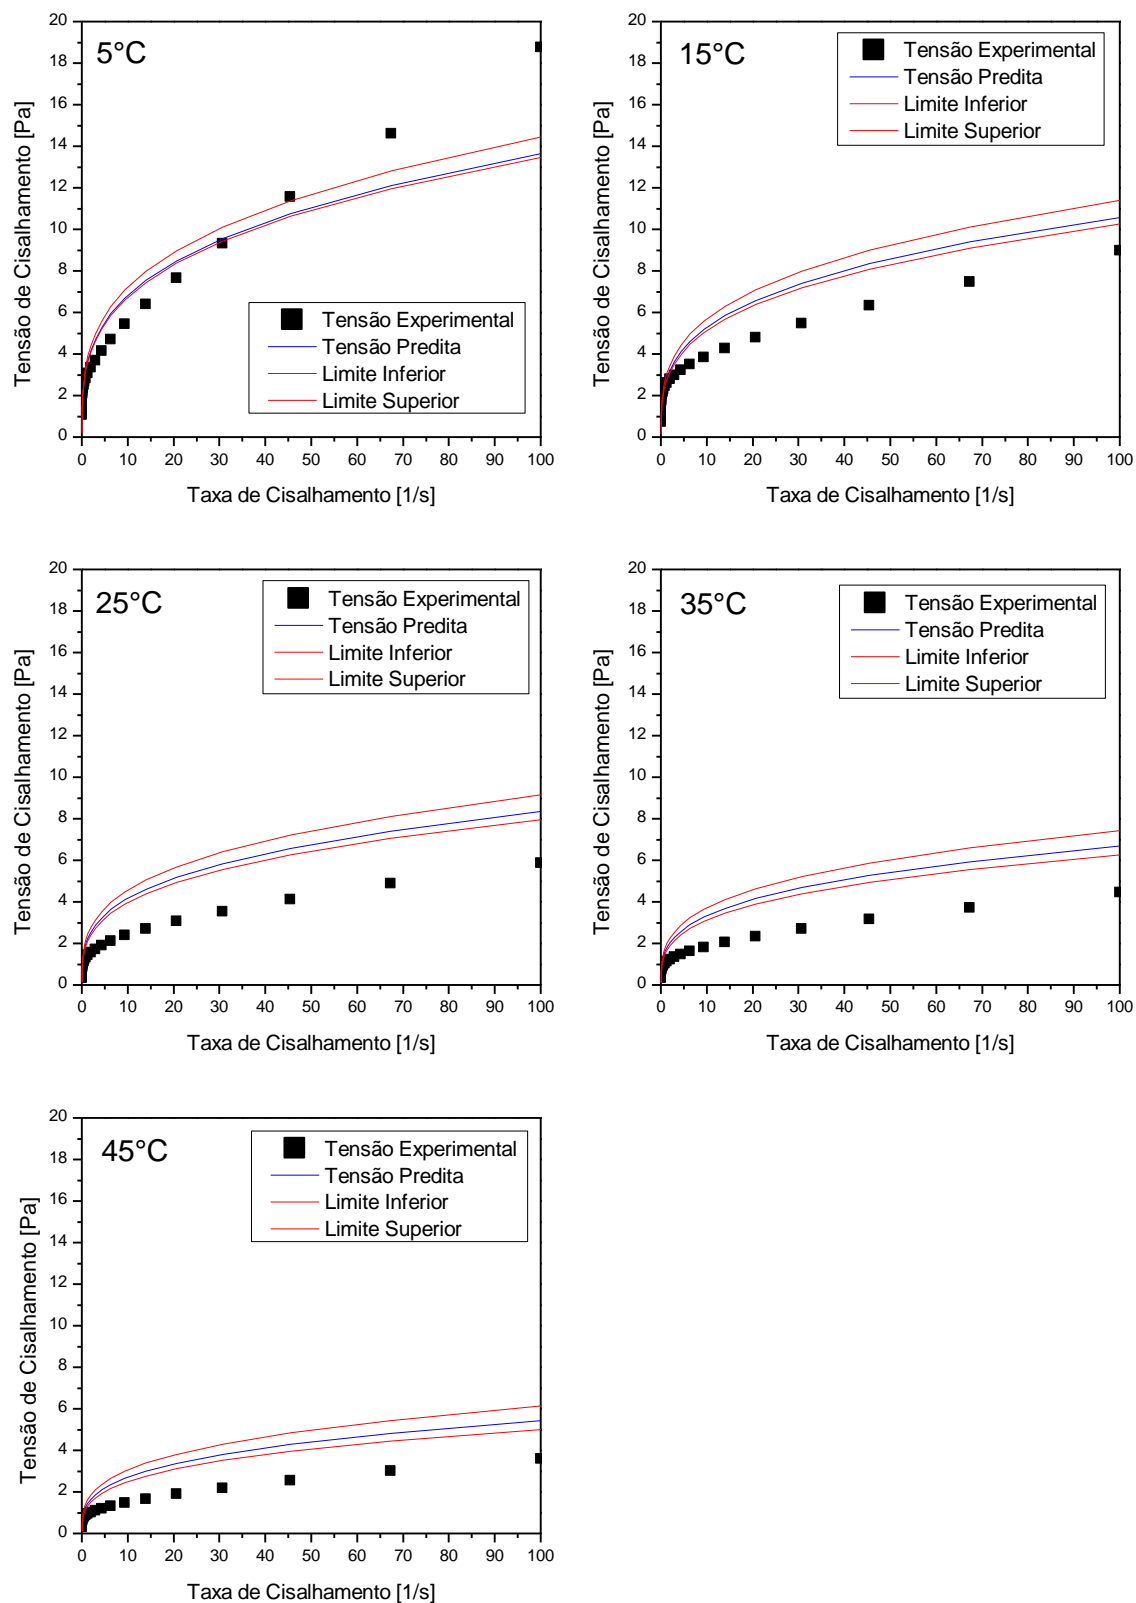 5°C
Tensão de Cisalhamento [Pa]
20
18
16
14
12
10
8
6
4
2
0
Tensão Experimental
Tensão Predita
Limite Inferior
Limite Superior
0 10 20 30 40 50 60 70 80 90 100
Taxa de Cisalhamento [1/s]
15°C
Tensão de Cisalhamento [Pa]
20
18
16
14
12
10
8
6
4
2
0
Tensão Experimental
Tensão Predita
Limite Inferior
Limite Superior
0 10 20 30 40 50 60 70 80 90 100
Taxa de Cisalhamento [1/s]
25°C
Tensão de Cisalhamento [Pa]
20
18
16
14
12
10
8
6
4
2
0
Tensão Experimental
Tensão Predita
Limite Inferior
Limite Superior
0 10 20 30 40 50 60 70 80 90 100
Taxa de Cisalhamento [1/s]
35°C
Tensão de Cisalhamento [Pa]
20
18
16
14
12
10
8
6
4
2
0
Tensão Experimental
Tensão Predita
Limite Inferior
Limite Superior
0 10 20 30 40 50 60 70 80 90 100
Taxa de Cisalhamento [1/s]
45°C
Tensão de Cisalhamento [Pa]
20
18
16
14
12
10
8
6
4
2
0
Tensão Experimental
Tensão Predita
Limite Inferior
Limite Superior
0 10 20 30 40 50 60 70 80 90 100
Taxa de Cisalhamento [1/s]